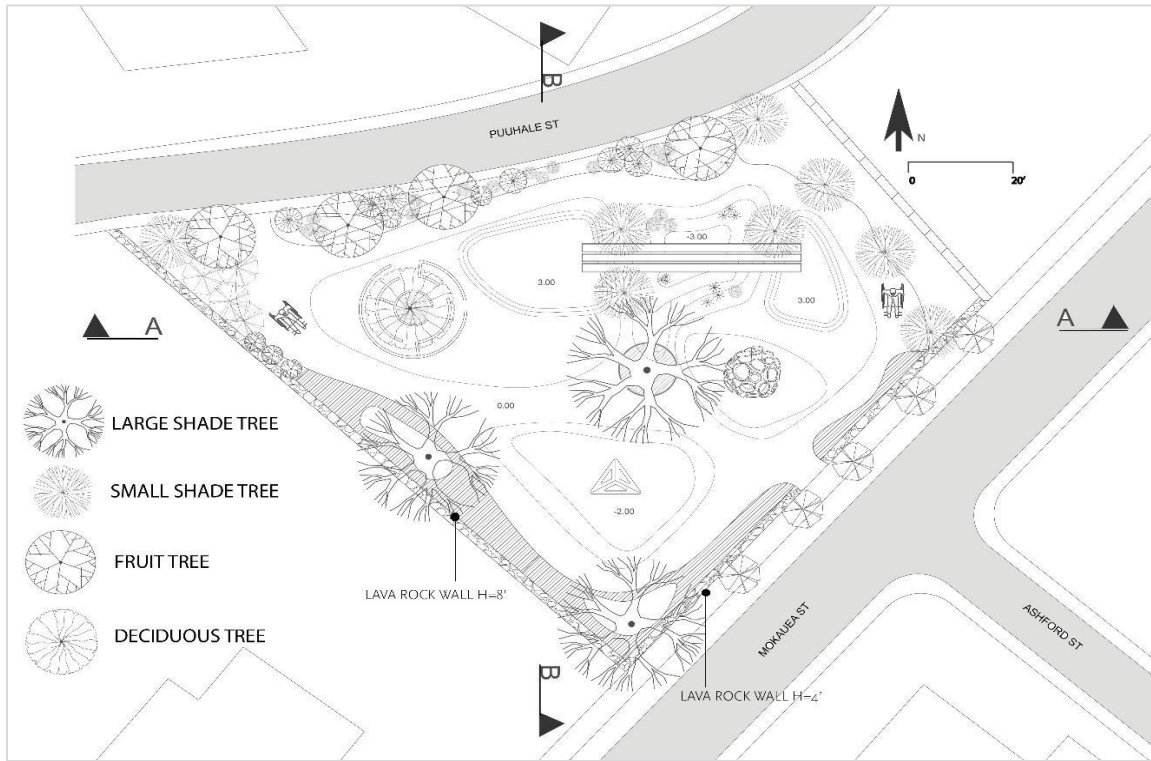 B
PUUHALE ST
N
0 20'
-3.00
3.00
3.00
A
A
0.00
LARGE SHADE TREE
SMALL SHADE TREE
-2.00
FRUIT TREE
LAVA ROCK WALL H=8'
DECIDUOUS TREE
MOKAUEA ST
ASHFORD ST
B
LAVA ROCK WALL H=4'